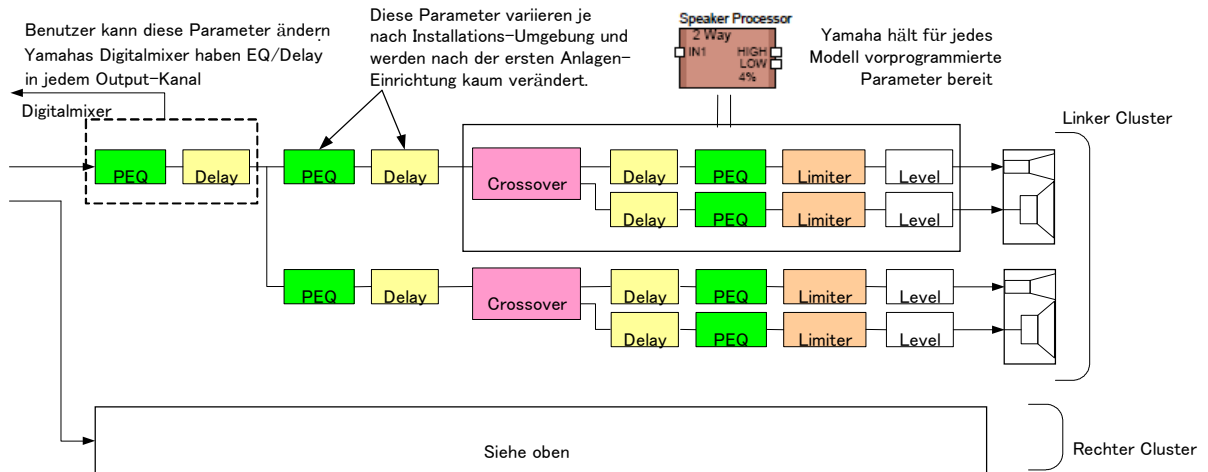 Benutzer kann diese Parameter ändern
Yamahas Digitalmixer haben EQ/Delay
in jedem Output-Kanal
Diese Parameter variieren je
nach Installations-Umgebung und
werden nach der ersten Anlagen-
Einrichtung kaum verändert.
Speaker Processor
2 Way
IN1
HIGH
LOW
4%
Yamaha hält für jedes
Modell vorprogrammierte
Parameter bereit
Digitalmixer
Linker Cluster
PEQ
Delay
PEQ
Delay
Crossover
Delay
PEQ
Limiter
Level
Delay
PEQ
Limiter
Level
PEQ
Delay
Crossover
Delay
PEQ
Limiter
Level
Delay
PEQ
Limiter
Level
Siehe oben
Rechter Cluster